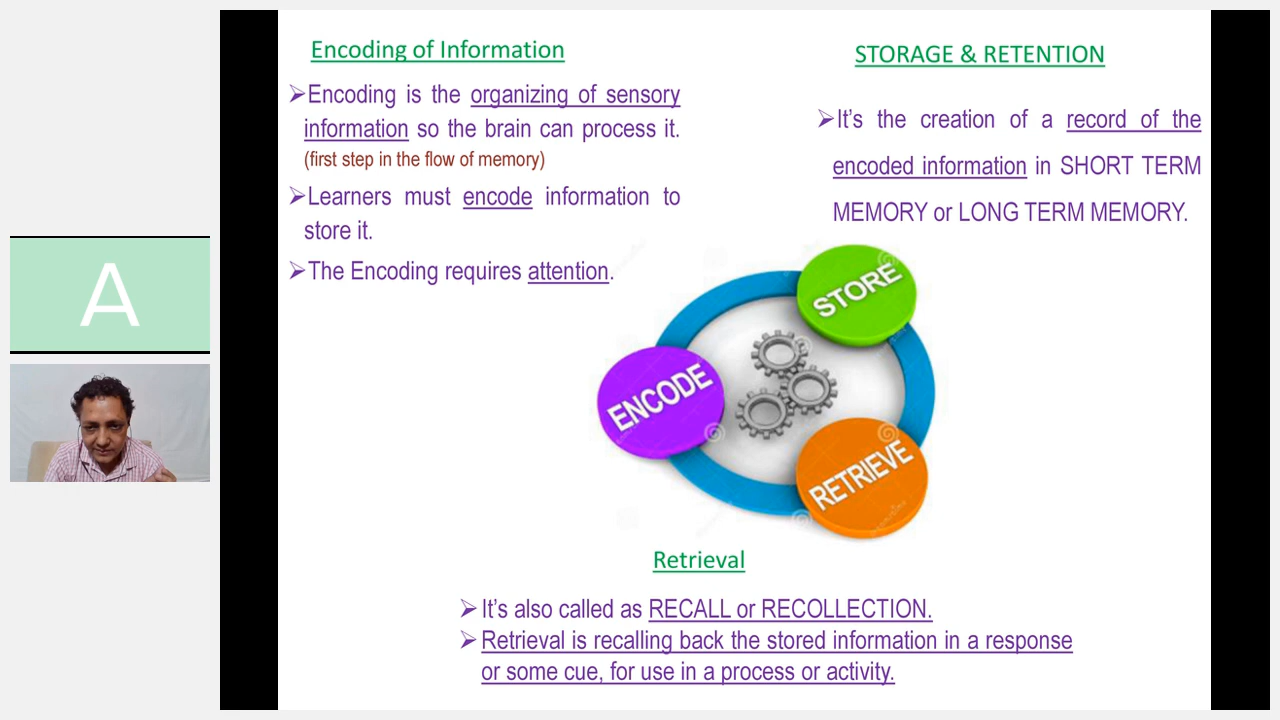 Encoding of Information
➢Encoding is the organizing of sensory
information so the brain can process it.
(first step in the flow of memory)
➢Learners must encode information to
store it.
➢The Encoding requires attention.
STORAGE & RETENTION
➢It’s the creation of a record of the
encoded information in SHORT TERM
MEMORY or LONG TERM MEMORY.
A
STORE
ENCODE
RETRIEVE
Retrieval
➢It’s also called as RECALL or RECOLLECTION.
➢Retrieval is recalling back the stored information in a response
or some cue, for use in a process or activity.